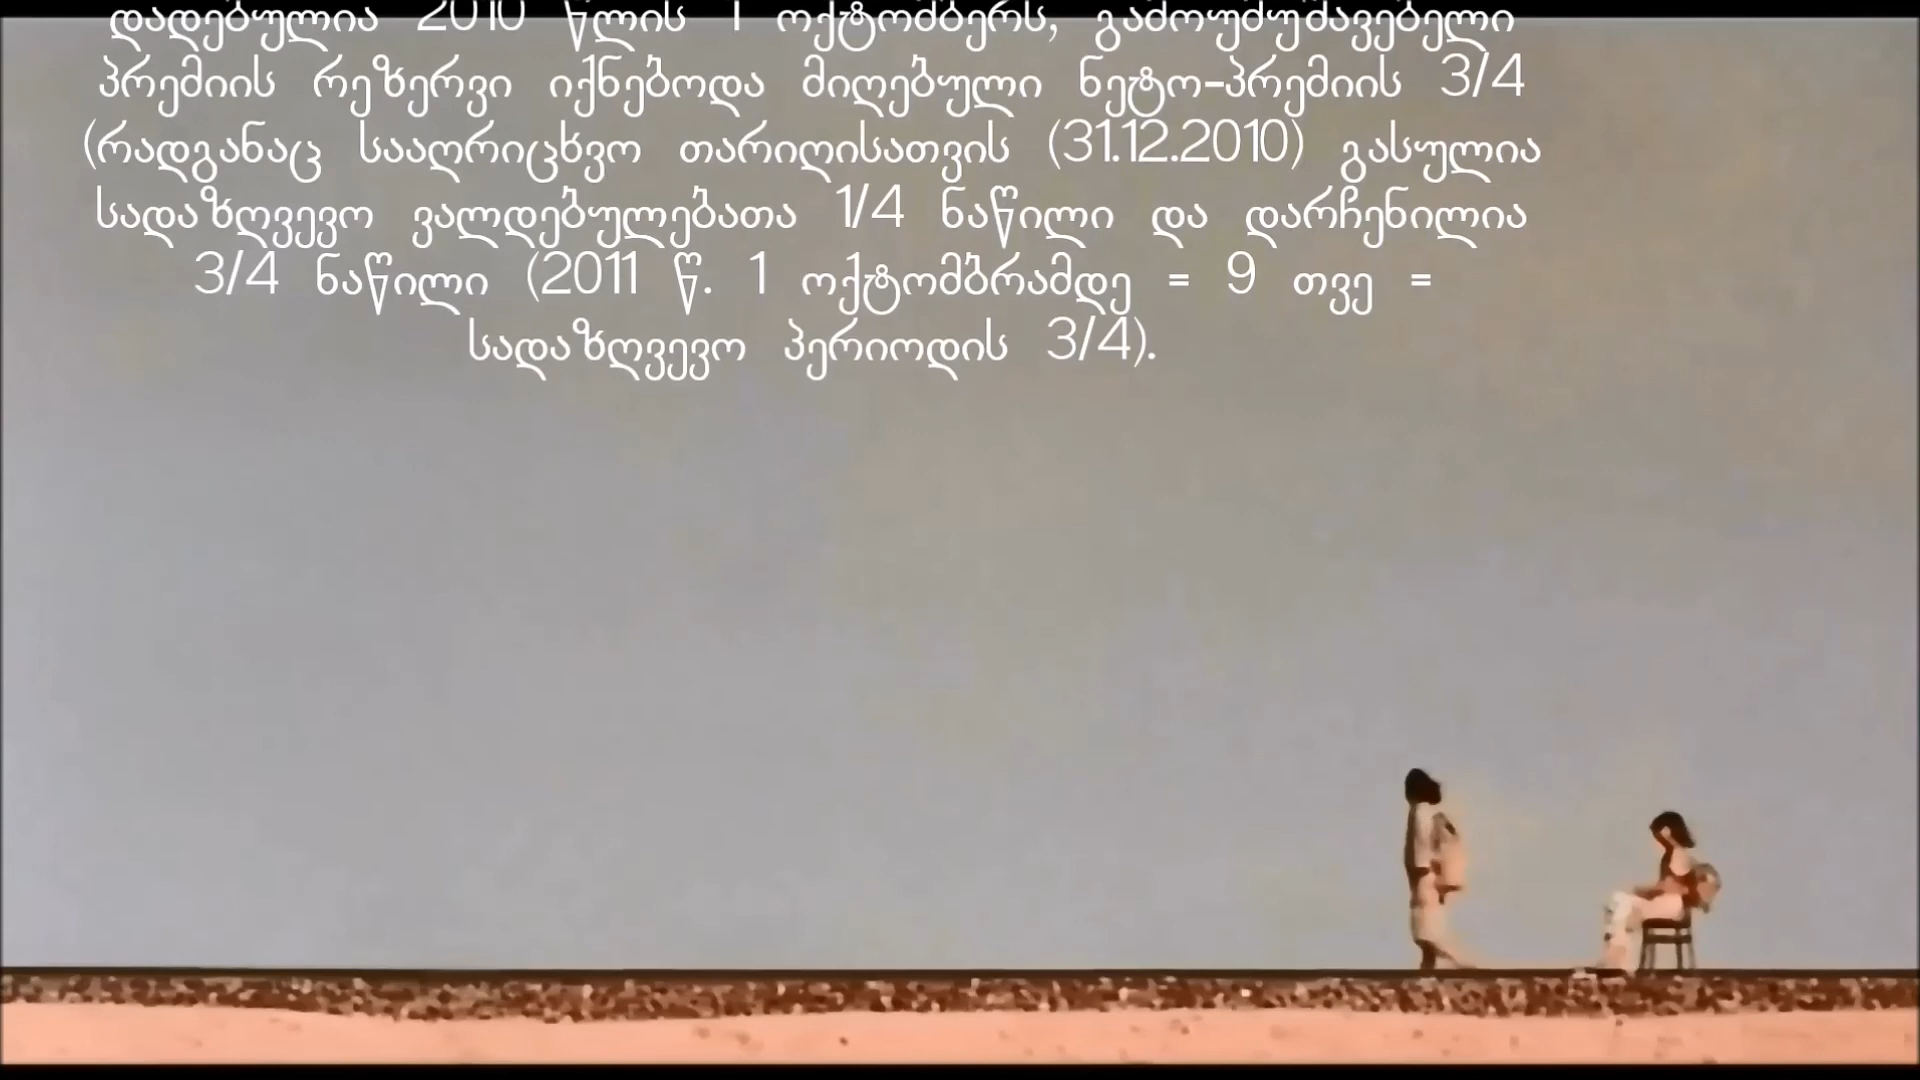 დადებულია 2010 წლის 1 ოქტომბერს, გამოუმუშავებელი
პრემიის რეზერვი იქნებოდა მიღებული ნეტო-პრემიის 3/4
(რადგანაც სააღრიცხვო თარიღისათვის (31.12.2010) გასულია
სადაზღვევო ვალდებულებათა 1/4 ნაწილი და დარჩენილია
3/4 ნაწილი (2011 წ. 1 ოქტომბრამდე = 9 თვე =
სადაზღვევო პერიოდის 3/4).